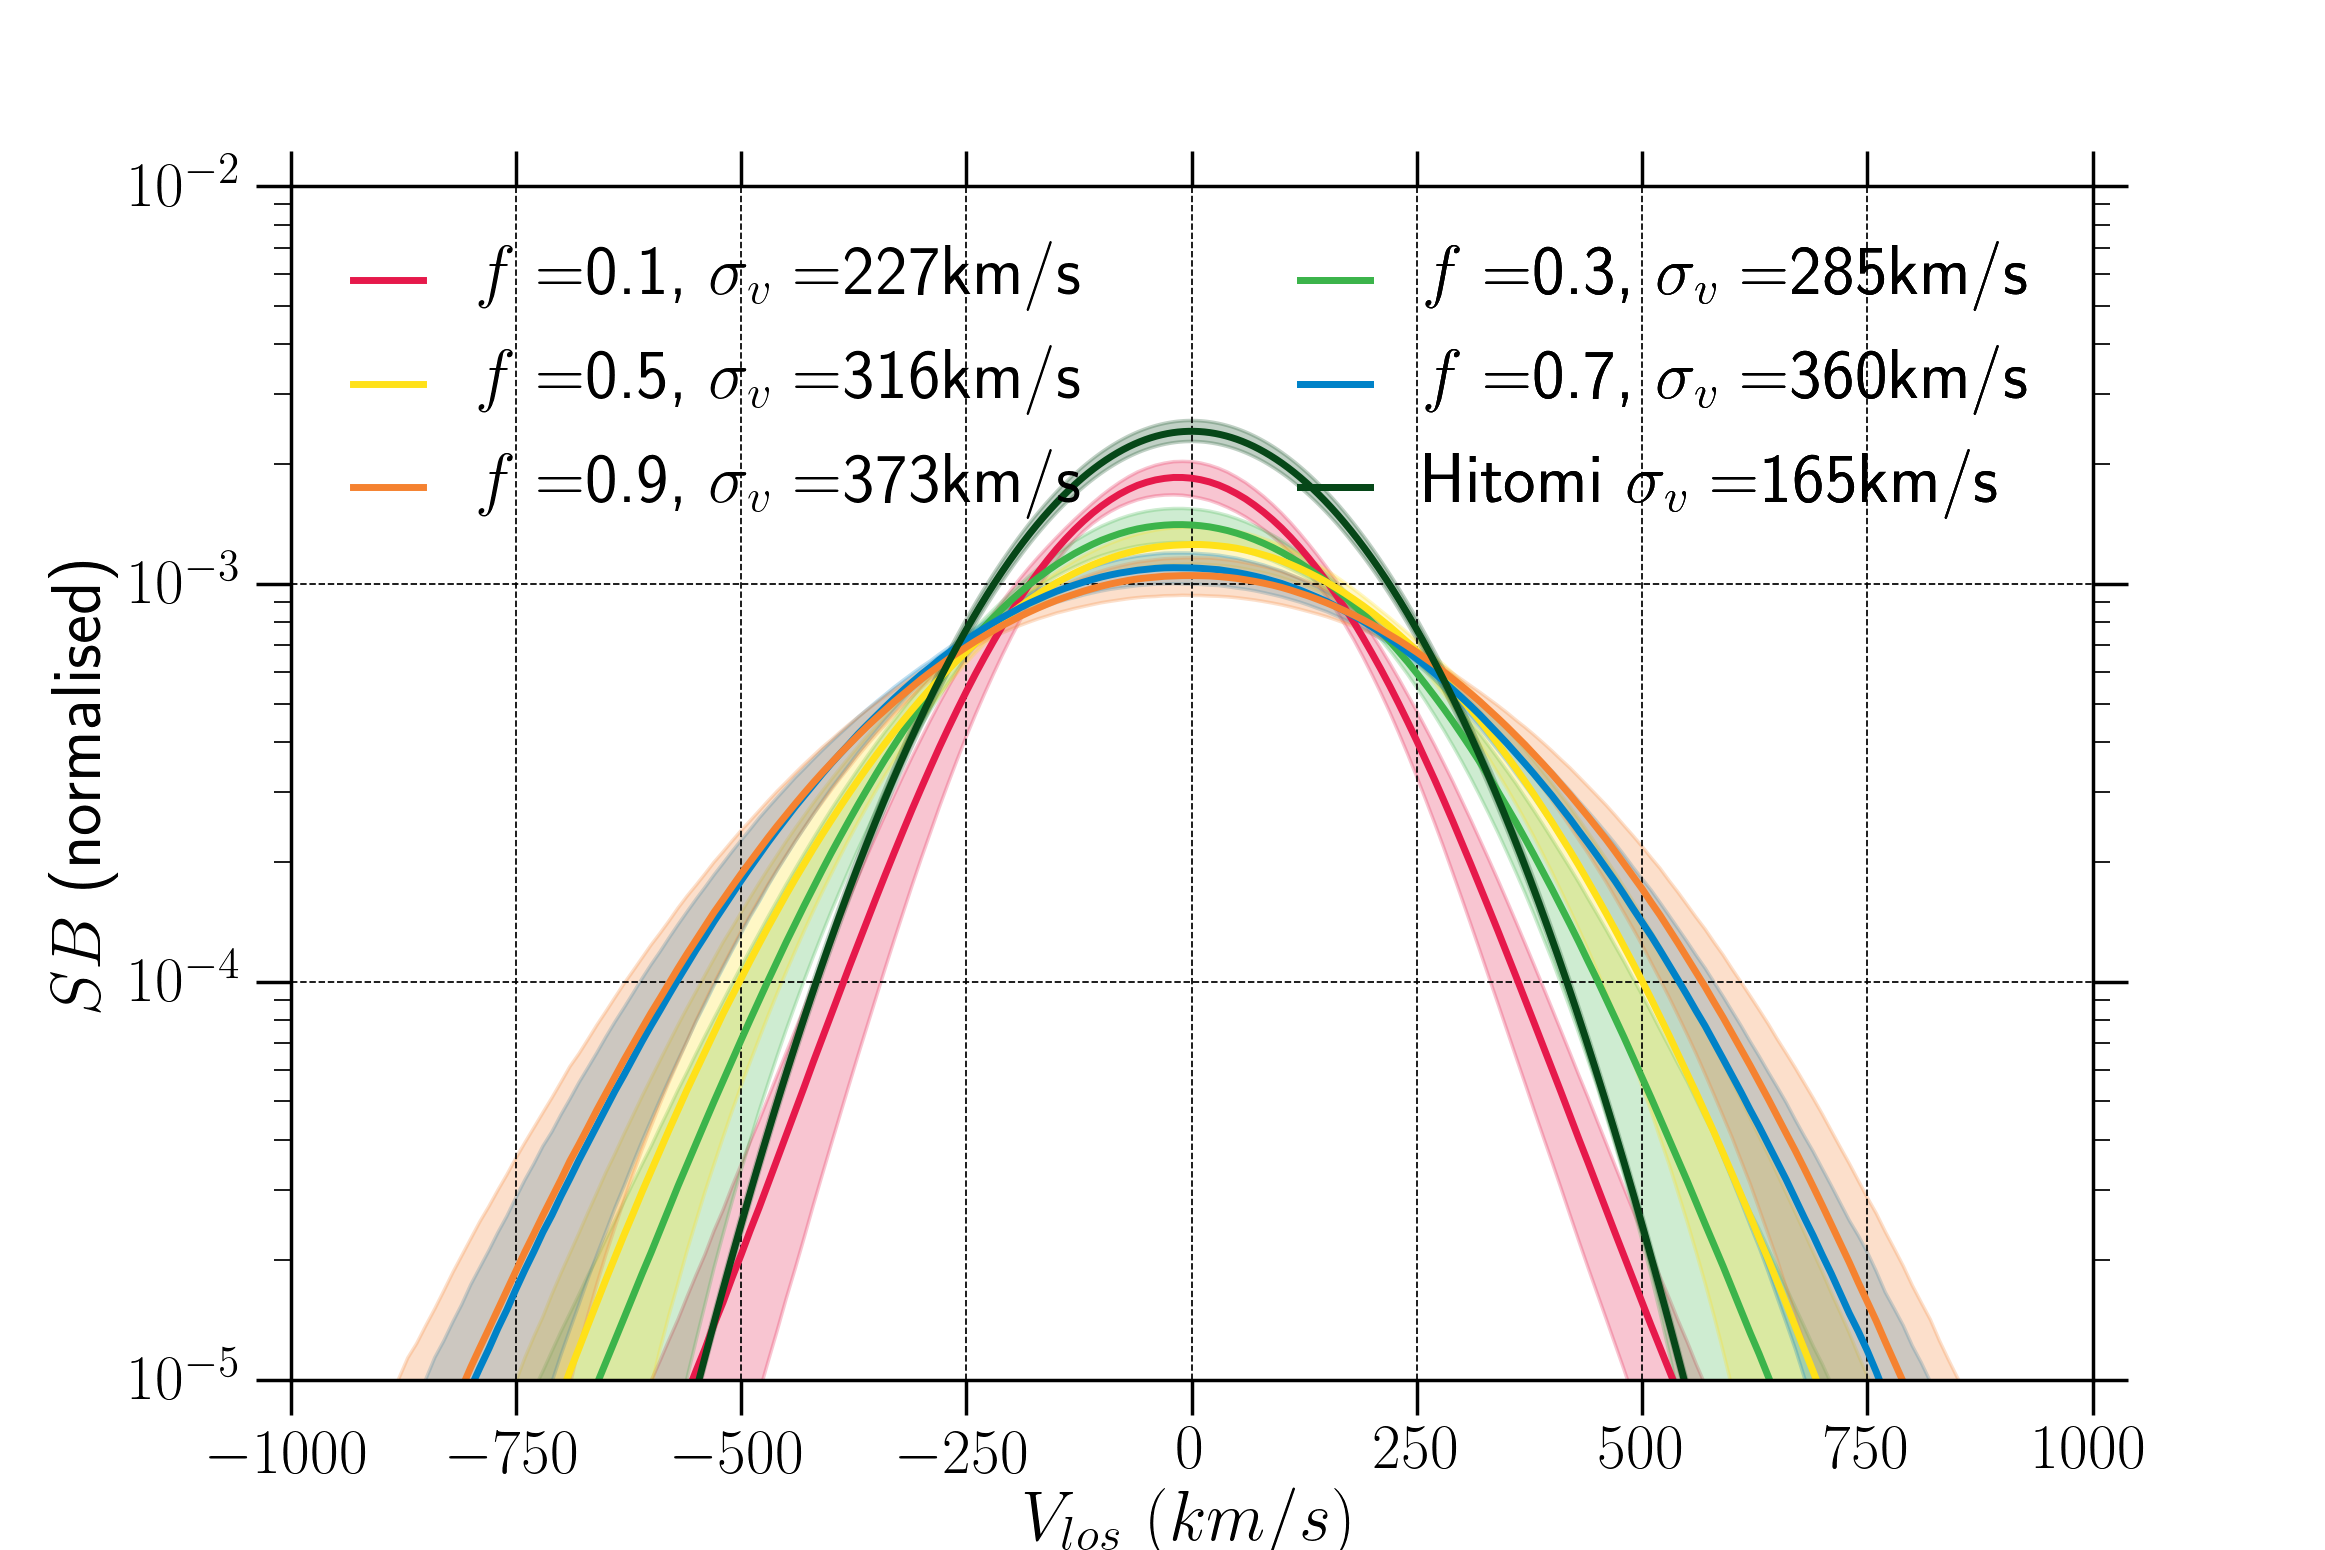 10⁻²
f =0.1, σᵥ =227km/s
f =0.3, σᵥ =285km/s
f =0.5, σᵥ =316km/s
f =0.7, σᵥ =360km/s
f =0.9, σᵥ =373km/s
Hitomi σᵥ =165km/s
10⁻³
SB (normalised)
10⁻⁴
10⁻⁵
−1000 −750 −500 −250 0 250 500 750 1000
V_los (km/s)